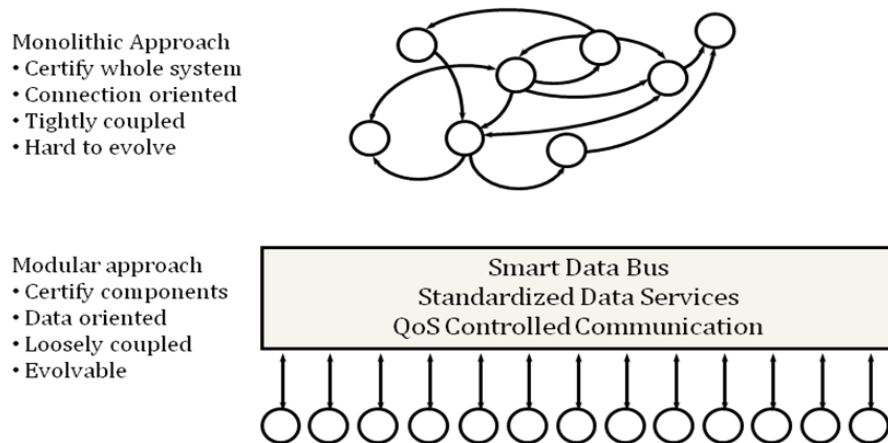 Monolithic Approach
• Certify whole system
• Connection oriented
• Tightly coupled
• Hard to evolve
Modular approach
• Certify components
• Data oriented
• Loosely coupled
• Evolvable
Smart Data Bus
Standardized Data Services
QoS Controlled Communication